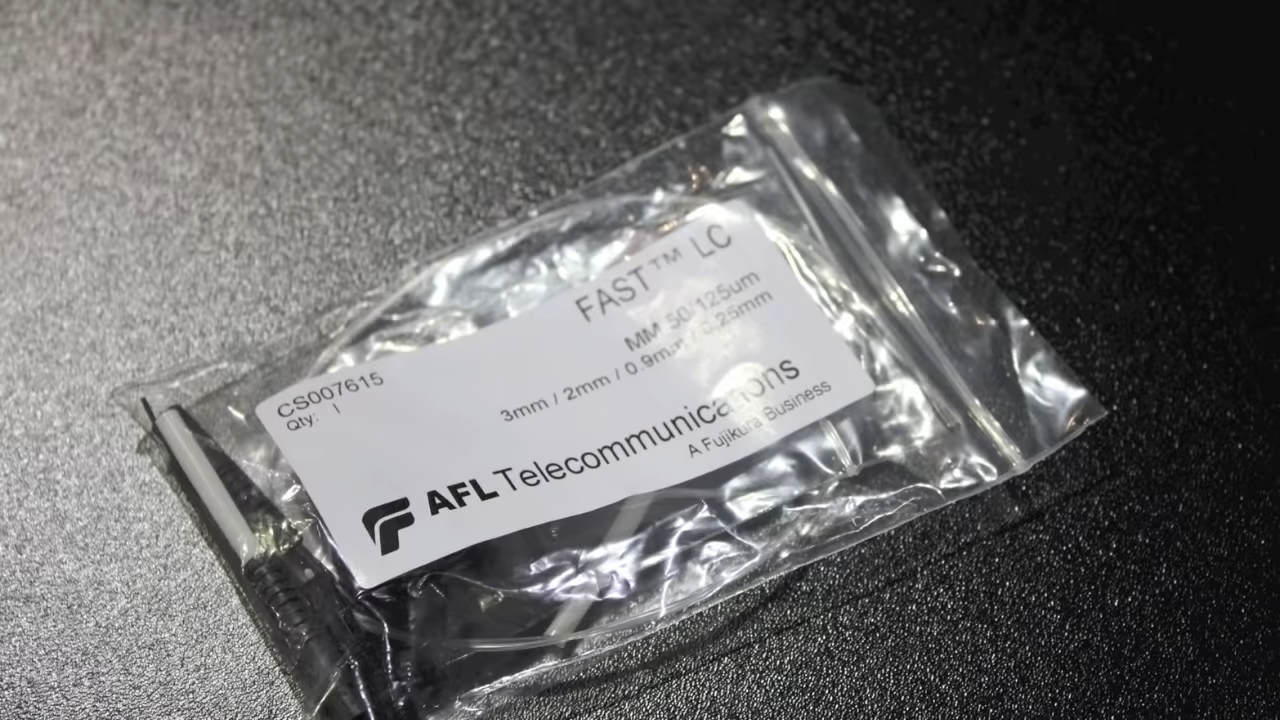 FAST™ LC
MM 50/125um
3mm / 2mm / 0.9mm / 0.25mm
CS007615
Qty: 1
AFL Telecommunications
A Fujikura Business